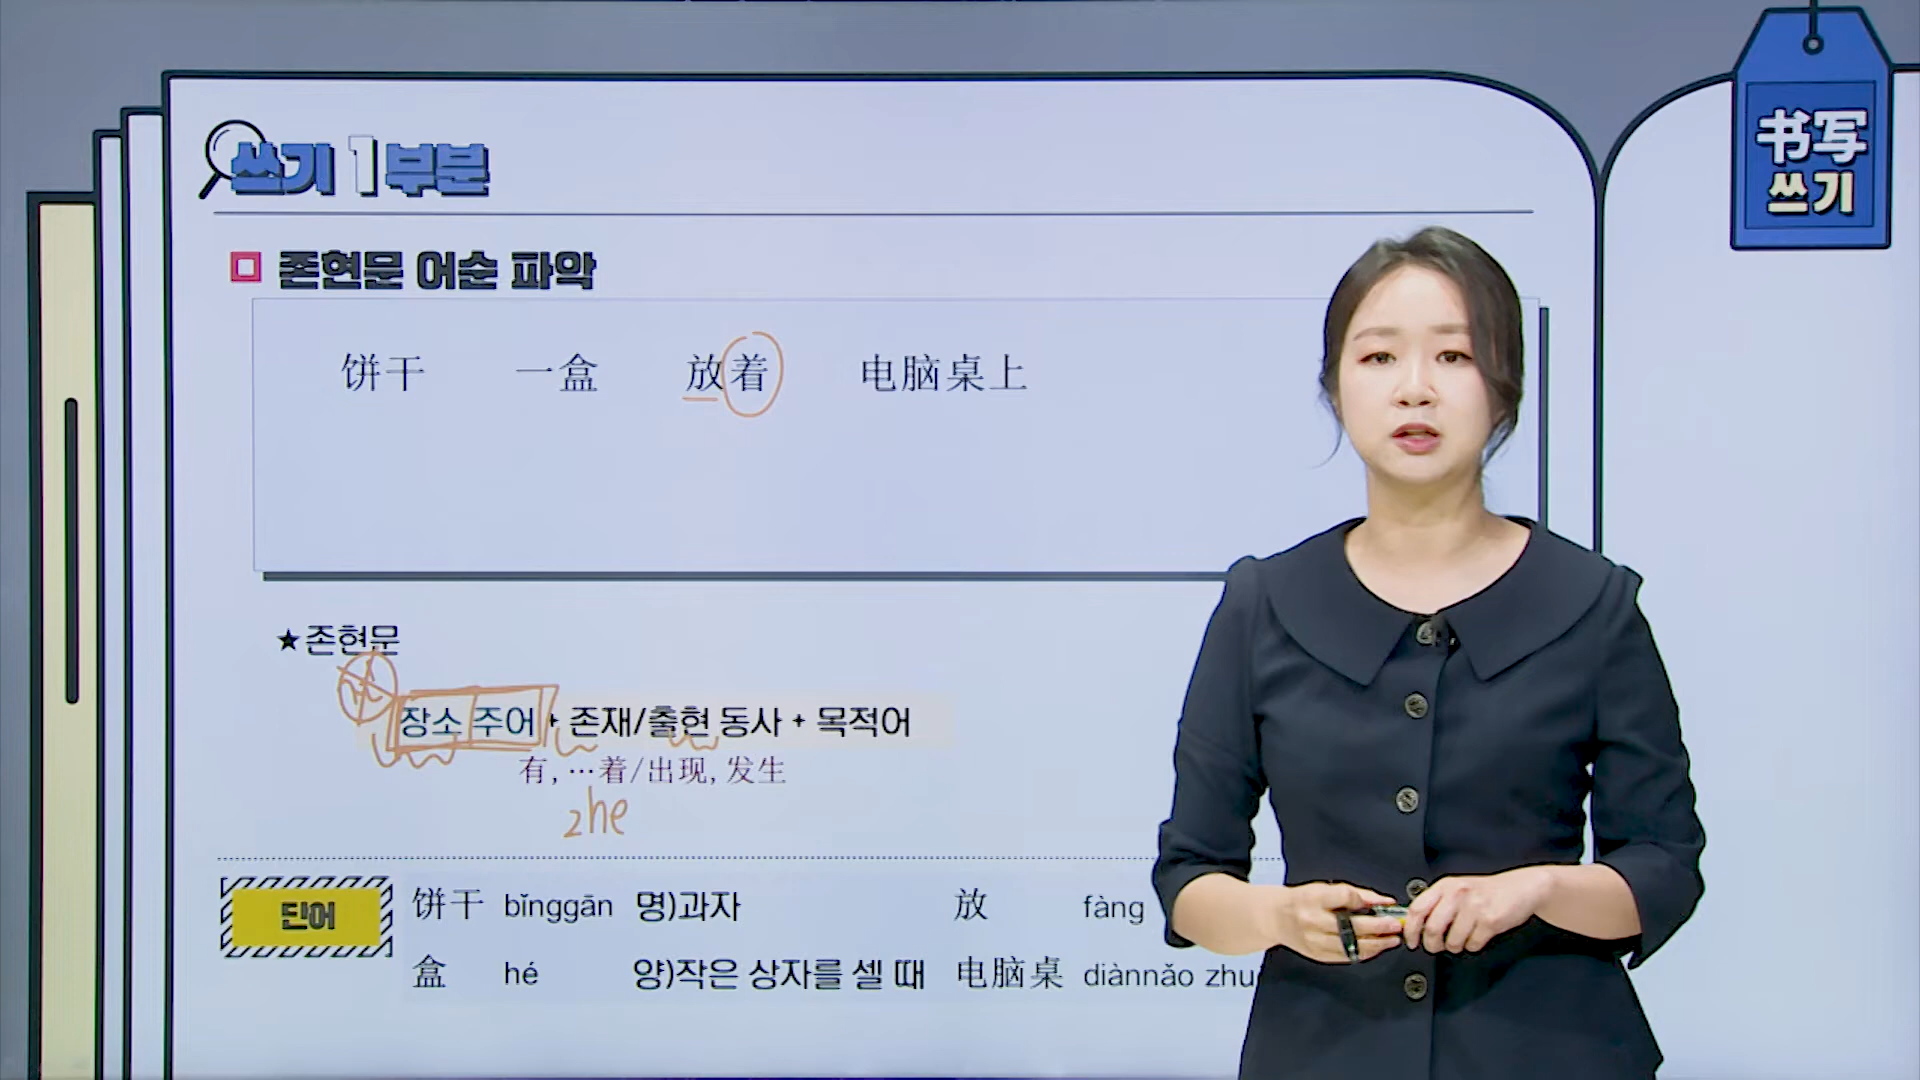 书写
쓰기
쓰기 1 부분
존현문 어순 파악
饼干 一盒 放着 电脑桌上
★존현문
장소 주어 + 존재/출현 동사 + 목적어
有, …着/出现, 发生
zhe
단어
饼干 bǐnggān 명)과자 放 fàng
盒 hé 양)작은 상자를 셀 때 电脑桌 diànnǎo